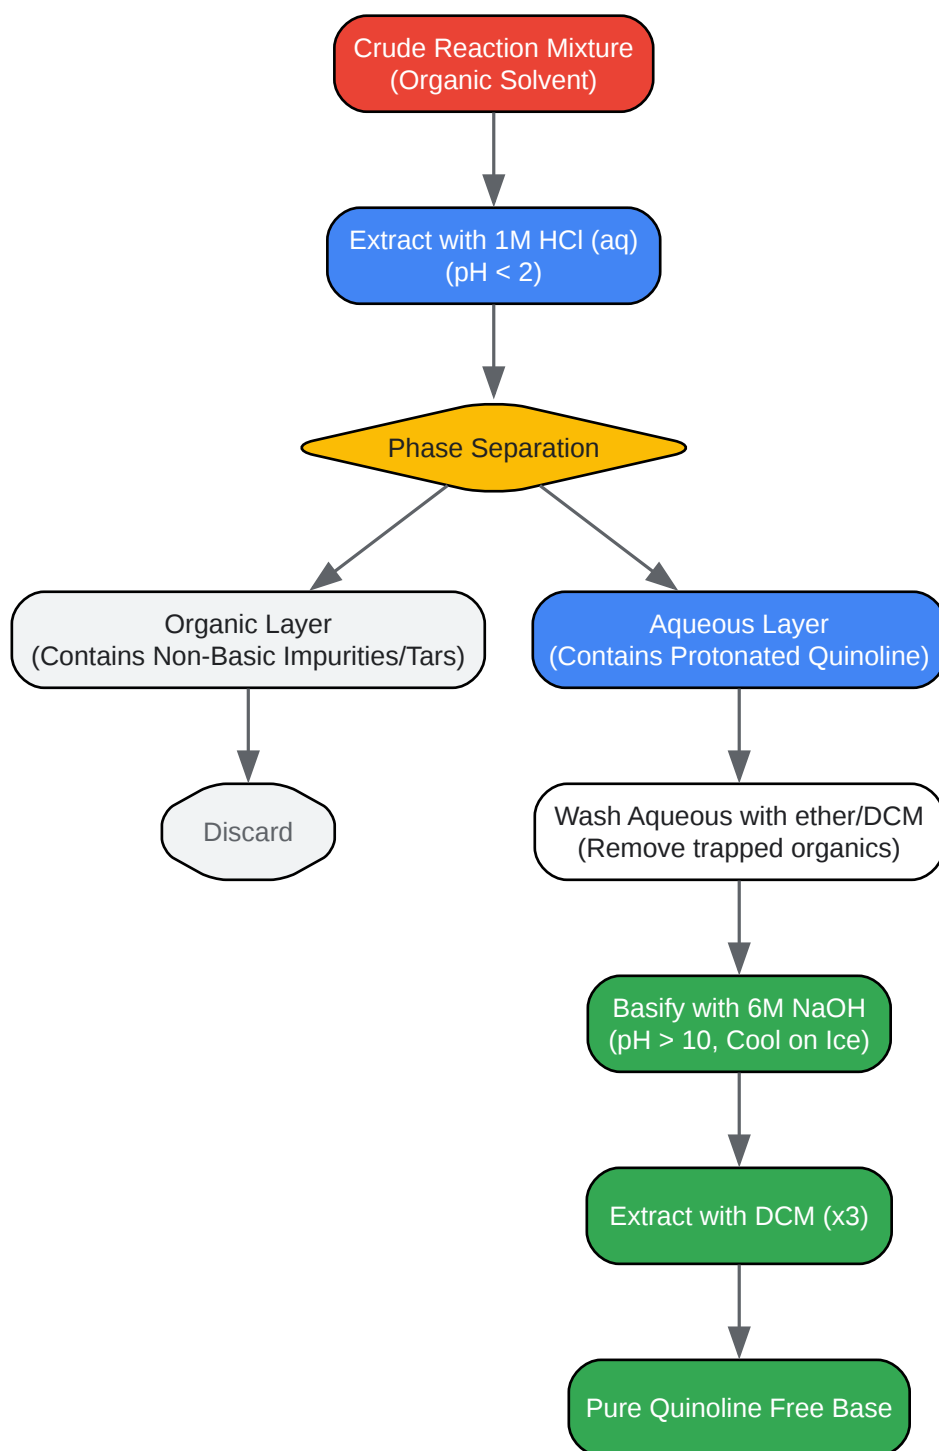 Crude Reaction Mixture
(Organic Solvent)
Extract with 1M HCl (aq)
(pH < 2)
Phase Separation
Organic Layer
(Contains Non-Basic Impurities/Tars)
Aqueous Layer
(Contains Protonated Quinoline)
Discard
Wash Aqueous with ether/DCM
(Remove trapped organics)
Basify with 6M NaOH
(pH > 10, Cool on Ice)
Extract with DCM (x3)
Pure Quinoline Free Base